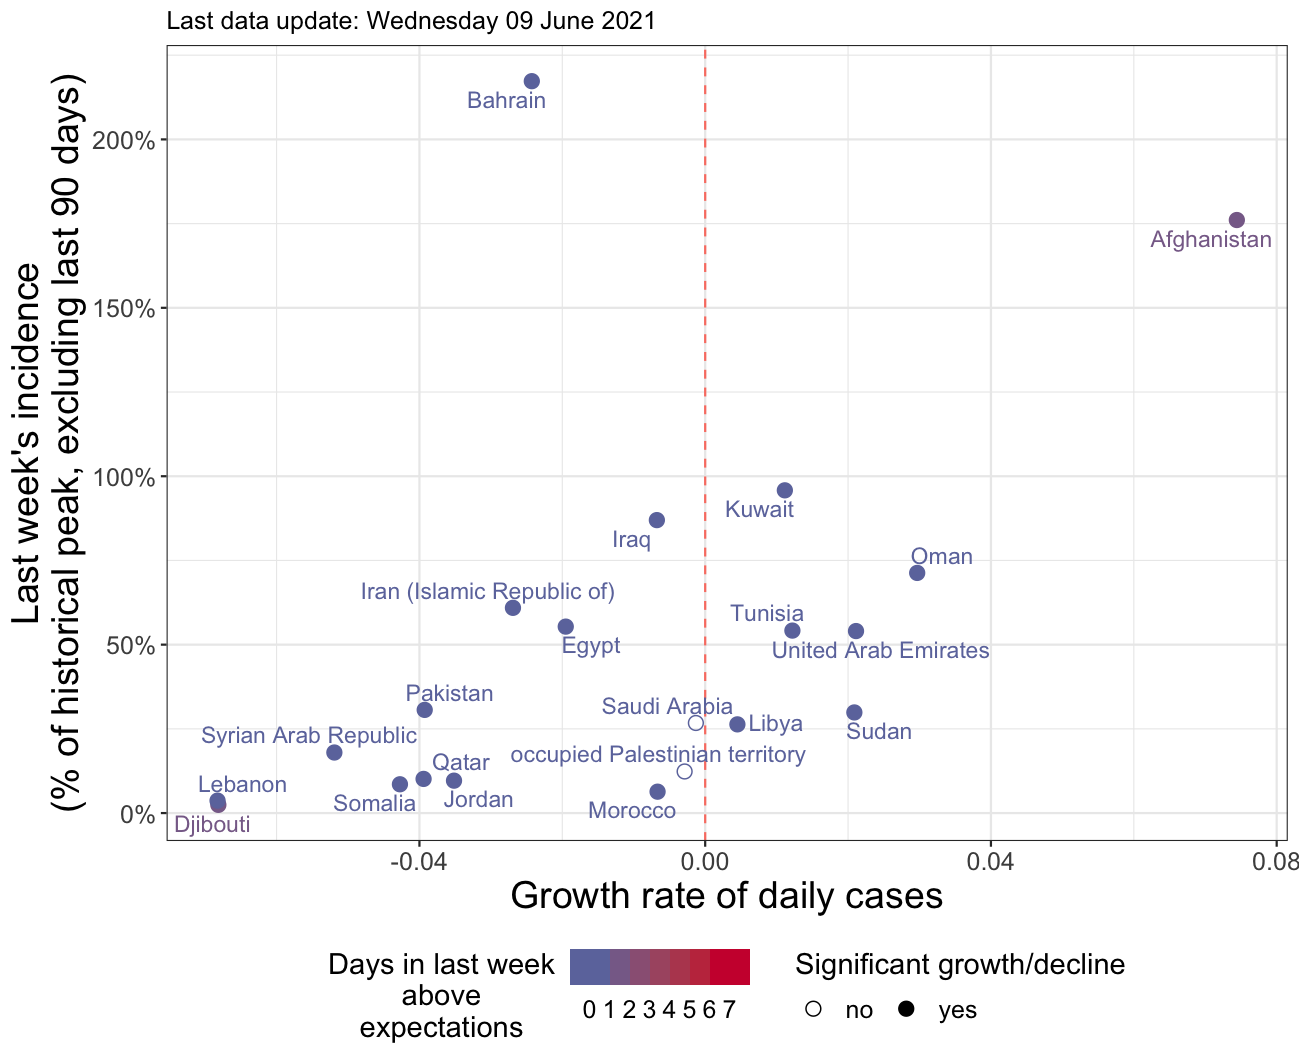 Last data update: Wednesday 09 June 2021
Last week's incidence
(% of historical peak, excluding last 90 days)
200%
150%
100%
50%
0%
Bahrain
Afghanistan
Kuwait
Iraq
Oman
Iran (Islamic Republic of)
Tunisia
Egypt
United Arab Emirates
Pakistan
Saudi Arabia
Libya
Sudan
Syrian Arab Republic
occupied Palestinian territory
Qatar
Lebanon
Somalia
Jordan
Morocco
Djibouti
-0.04
0.00
0.04
0.08
Growth rate of daily cases
Days in last week
above
expectations
0 1 2 3 4 5 6 7
Significant growth/decline
no
yes